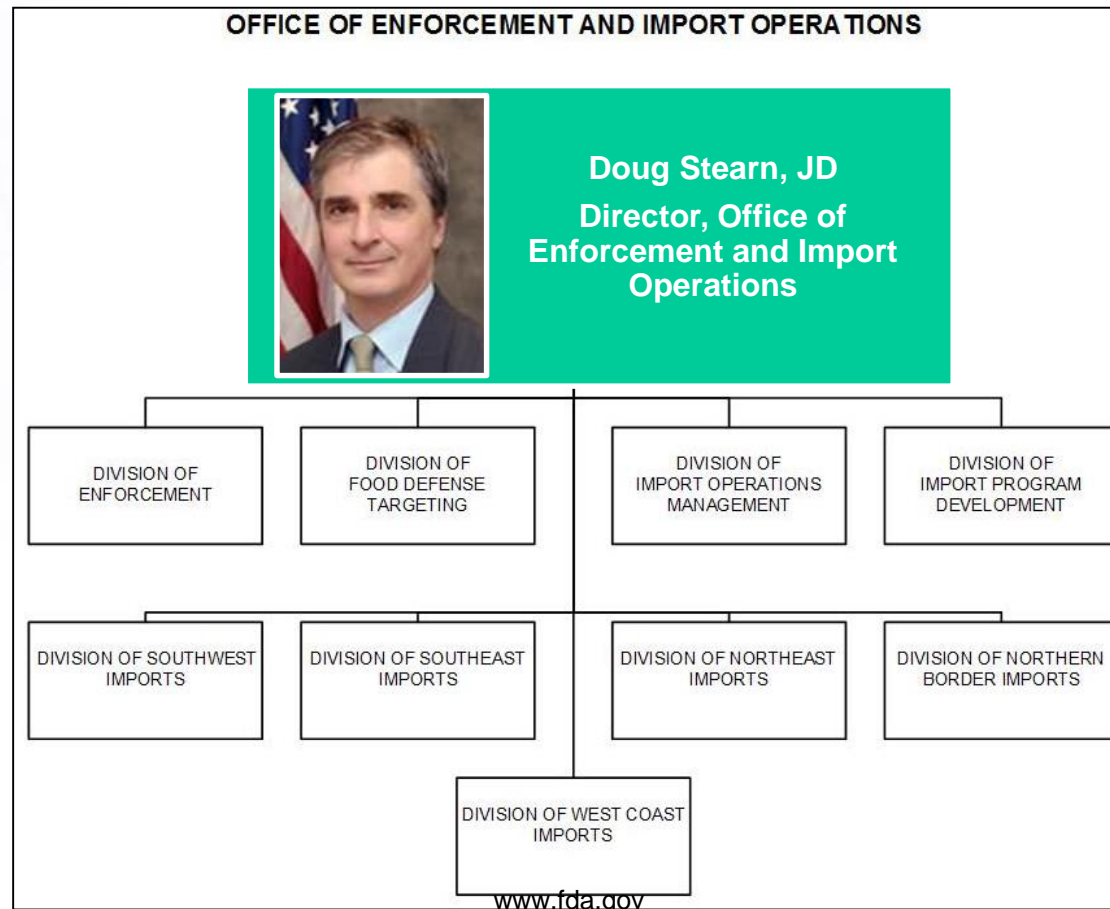 OFFICE OF ENFORCEMENT AND IMPORT OPERATIONS
Doug Stearn, JD
Director, Office of
Enforcement and Import
Operations
DIVISION OF
ENFORCEMENT
DIVISION OF
FOOD DEFENSE
TARGETING
DIVISION OF
IMPORT OPERATIONS
MANAGEMENT
DIVISION OF
IMPORT PROGRAM
DEVELOPMENT
DIVISION OF SOUTHWEST
IMPORTS
DIVISION OF SOUTHEAST
IMPORTS
DIVISION OF NORTHEAST
IMPORTS
DIVISION OF NORTHERN
BORDER IMPORTS
DIVISION OF WEST COAST
IMPORTS
www.fda.gov